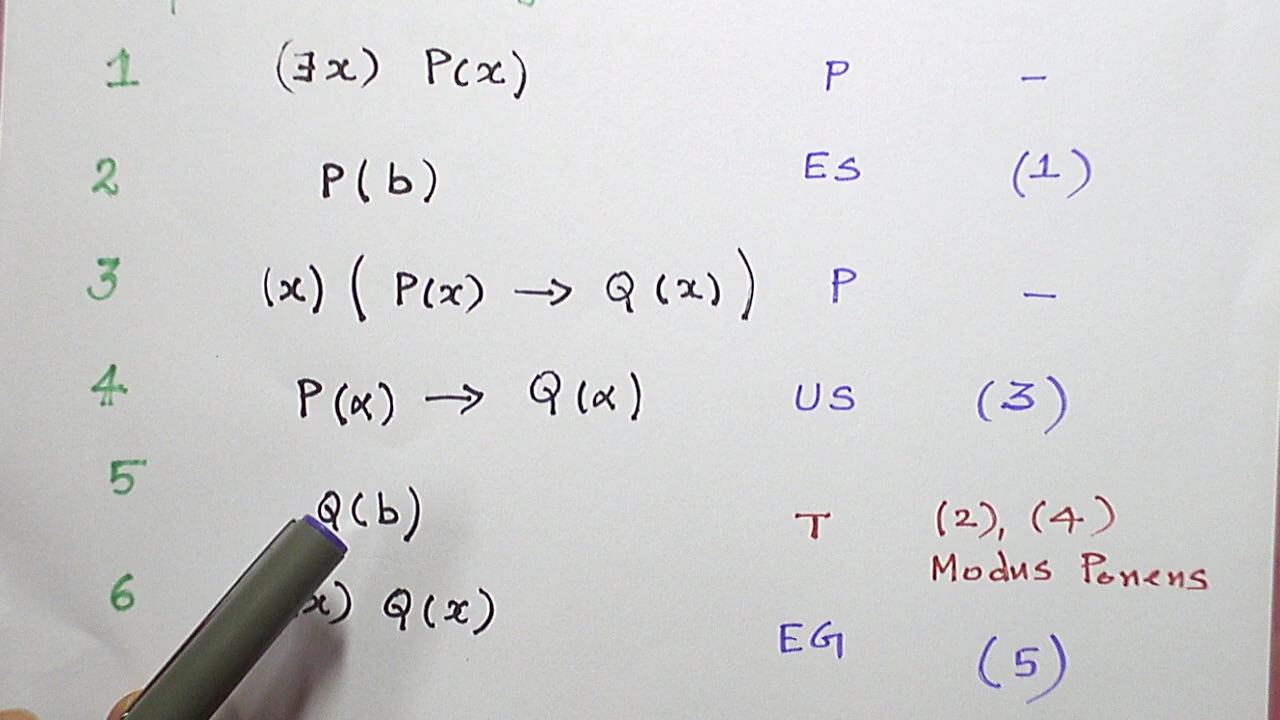 1 (∃x) P(x) P –
2 P(b) ES (1)
3 (x) ( P(x) → Q(x) ) P –
4 P(α) → Q(α) US (3)
5 Q(b) T (2), (4)
Modus Ponens
6 x) Q(x) EG (5)